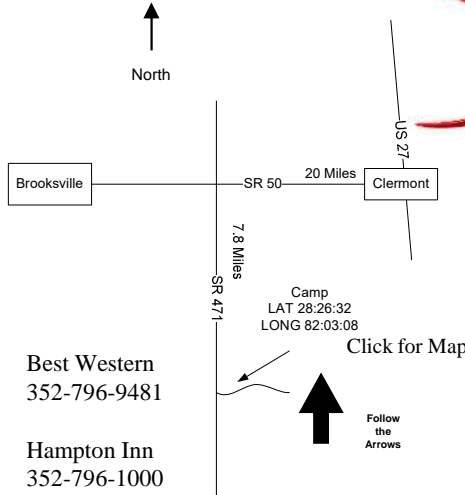 North
US 27
Brooksville
SR 50
20 Miles
Clermont
7.8 Miles
SR 471
Camp
LAT 28:26:32
LONG 82:03:08
Click for Map
Best Western
352-796-9481
Follow
the
Arrows
Hampton Inn
352-796-1000